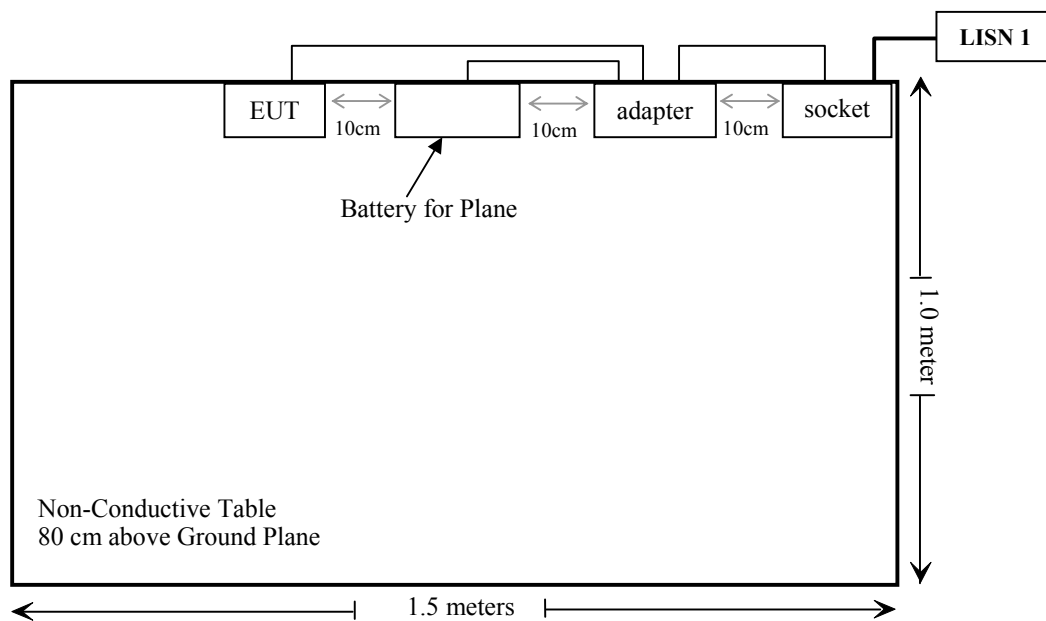 LISN 1
EUT
adapter
socket
10cm
10cm
10cm
Battery for Plane
1.0 meter
Non-Conductive Table
80 cm above Ground Plane
1.5 meters